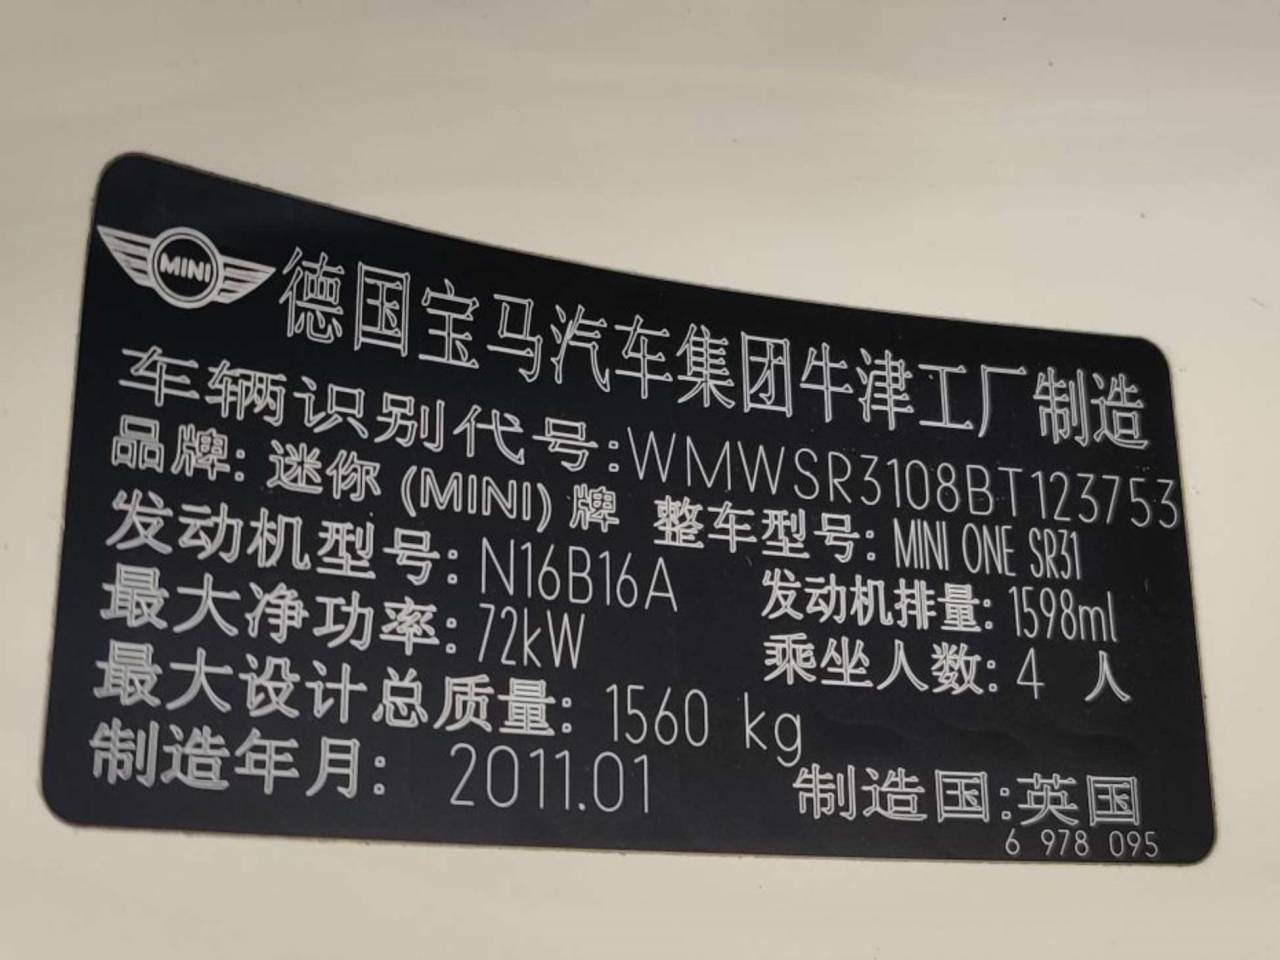 MINI
德国宝马汽车集团牛津工厂制造
车辆识别代号:WMWSR3108BT123753
品牌: 迷你 (MINI) 牌 整车型号: MINI ONE SR31
发动机型号: N16B16A 发动机排量: 1598ml
最大净功率: 72kW 乘坐人数: 4 人
最大设计总质量: 1560 kg
制造年月: 2011.01 制造国:英国
6 978 095